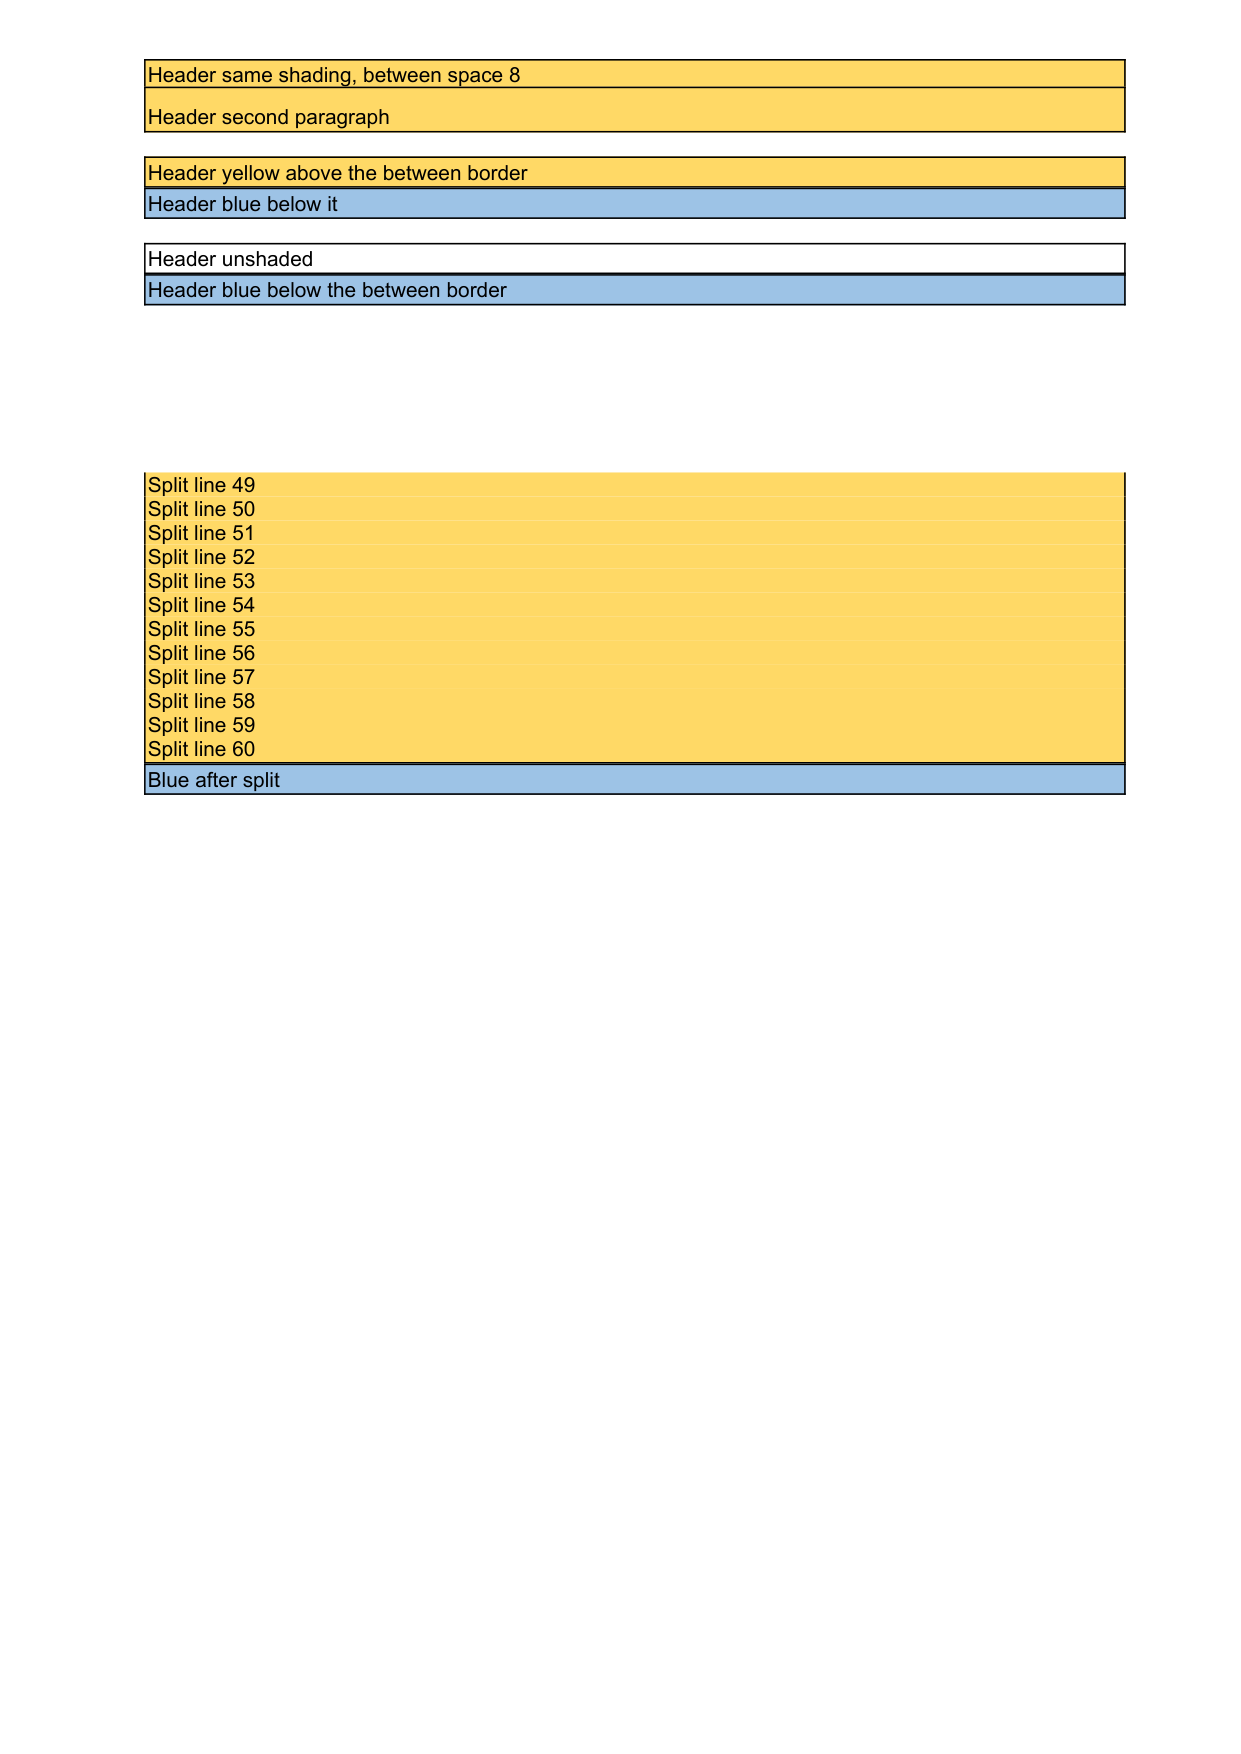 Header same shading, between space 8
Header second paragraph
Header yellow above the between border
Header blue below it
Header unshaded
Header blue below the between border
Split line 49
Split line 50
Split line 51
Split line 52
Split line 53
Split line 54
Split line 55
Split line 56
Split line 57
Split line 58
Split line 59
Split line 60
Blue after split